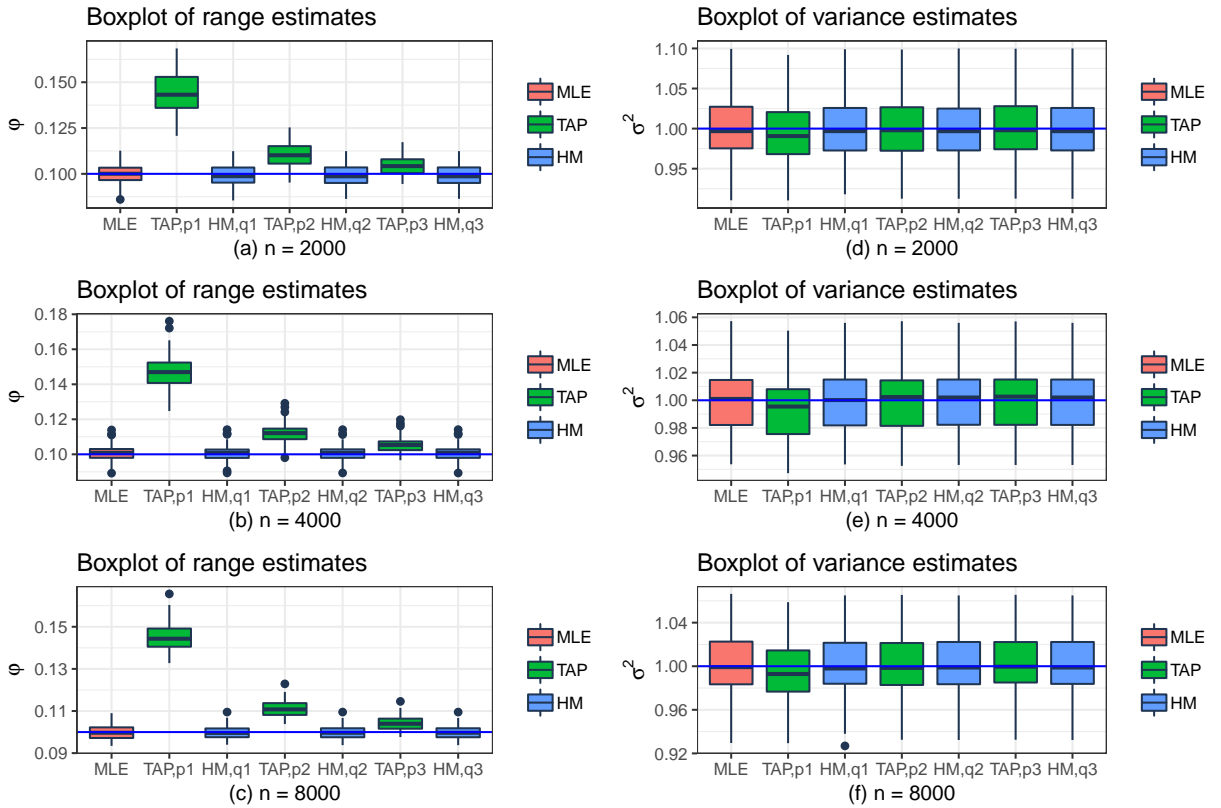 Boxplot of range estimates
φ
0.150
0.125
0.100
MLE TAP,p1 HM,q1 TAP,p2 HM,q2 TAP,p3 HM,q3
(a) n = 2000
MLE
TAP
HM
Boxplot of variance estimates
σ²
1.10
1.05
1.00
0.95
MLE TAP,p1 HM,q1 TAP,p2 HM,q2 TAP,p3 HM,q3
(d) n = 2000
MLE
TAP
HM
Boxplot of range estimates
φ
0.18
0.16
0.14
0.12
0.10
MLE TAP,p1 HM,q1 TAP,p2 HM,q2 TAP,p3 HM,q3
(b) n = 4000
MLE
TAP
HM
Boxplot of variance estimates
σ²
1.06
1.04
1.02
1.00
0.98
0.96
MLE TAP,p1 HM,q1 TAP,p2 HM,q2 TAP,p3 HM,q3
(e) n = 4000
MLE
TAP
HM
Boxplot of range estimates
φ
0.15
0.13
0.11
0.09
MLE TAP,p1 HM,q1 TAP,p2 HM,q2 TAP,p3 HM,q3
(c) n = 8000
MLE
TAP
HM
Boxplot of variance estimates
σ²
1.04
1.00
0.96
0.92
MLE TAP,p1 HM,q1 TAP,p2 HM,q2 TAP,p3 HM,q3
(f) n = 8000
MLE
TAP
HM